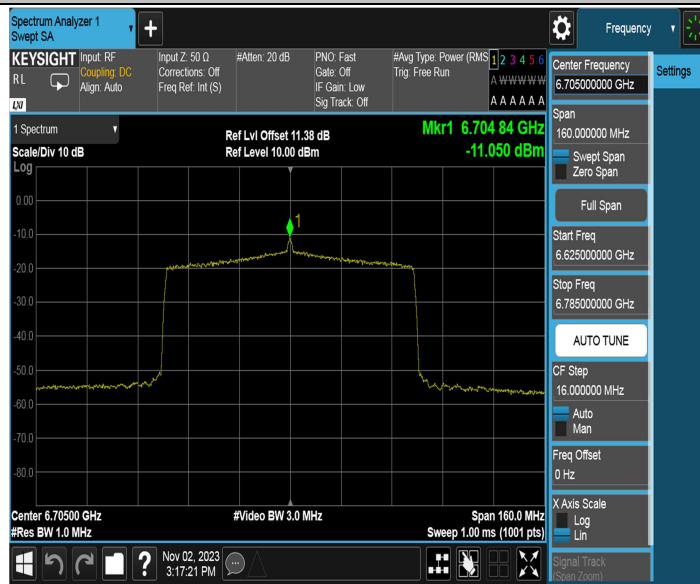 Spectrum Analyzer 1
Swept SA
+
Frequency
KEYSIGHT
RL
LXI
Input: RF
Coupling: DC
Align: Auto
Input Z: 50 Ω
Corrections: Off
Freq Ref: Int (S)
#Atten: 20 dB
PNO: Fast
Gate: Off
IF Gain: Low
Sig Track: Off
#Avg Type: Power (RMS
Trig: Free Run
1 2 3 4 5 6
A W W W W W
A A A A A A
Center Frequency
6.705000000 GHz
Settings
Span
160.000000 MHz
Swept Span
Zero Span
Full Span
Start Freq
6.625000000 GHz
Stop Freq
6.785000000 GHz
AUTO TUNE
CF Step
16.000000 MHz
Auto
Man
Freq Offset
0 Hz
X Axis Scale
Log
Lin
Signal Track
(Span Zoom)
1 Spectrum
Scale/Div 10 dB
Log
Ref Lvl Offset 11.38 dB
Ref Level 10.00 dBm
Mkr1 6.704 84 GHz
-11.050 dBm
1
0.00
-10.0
-20.0
-30.0
-40.0
-50.0
-60.0
-70.0
-80.0
Center 6.70500 GHz
#Video BW 3.0 MHz
Span 160.0 MHz
#Res BW 1.0 MHz
Sweep 1.00 ms (1001 pts)
?
Nov 02, 2023
3:17:21 PM